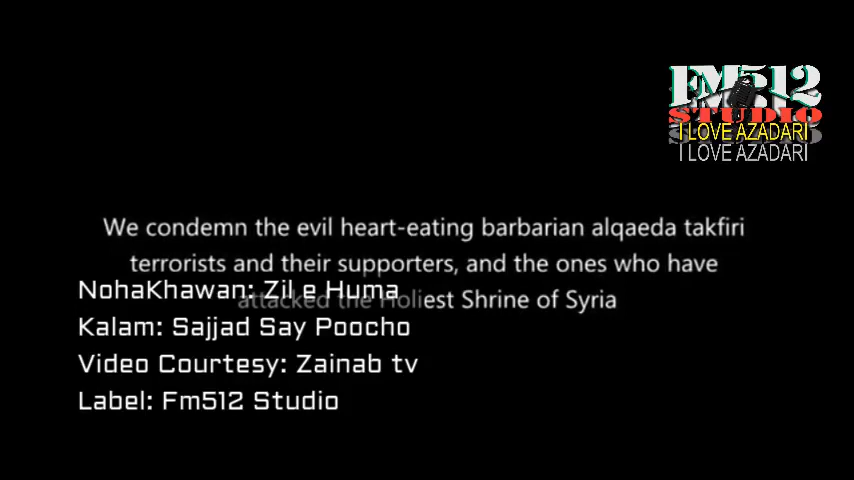 FM512
STUDIO
I LOVE AZADARI
I LOVE AZADARI
We condemn the evil heart-eating barbarian alqaeda takfiri
terrorists and their supporters, and the ones who have
attacked the Holiest Shrine of Syria
NohaKhawan: Zil e Huma
Kalam: Sajjad Say Poocho
Video Courtesy: Zainab tv
Label: Fm512 Studio